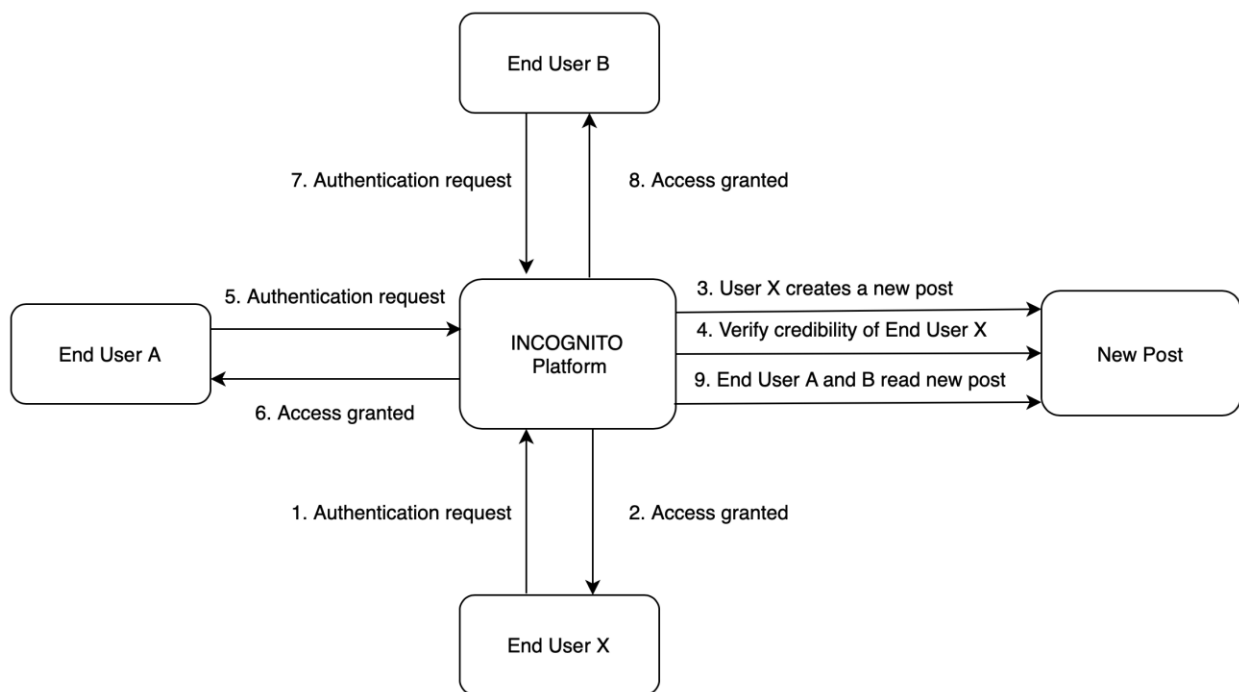 End User B
7. Authentication request
8. Access granted
5. Authentication request
3. User X creates a new post
4. Verify credibility of End User X
End User A
INCOGNITO
Platform
New Post
9. End User A and B read new post
6. Access granted
1. Authentication request
2. Access granted
End User X